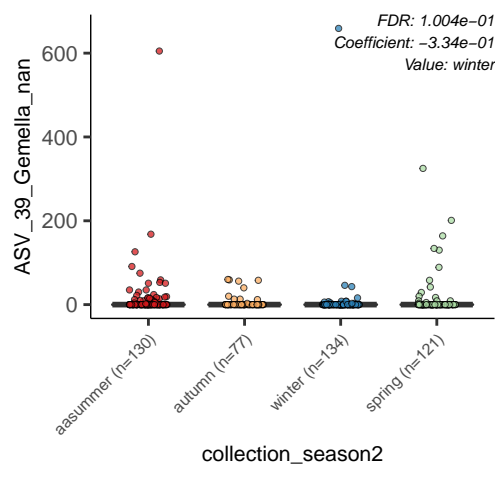 FDR: 1.004e−01
Coefficient: −3.34e−01
Value: winter
ASV_39_Gemella_nan
600
400
200
0
aasummer (n=130)
autumn (n=77)
winter (n=134)
spring (n=121)
collection_season2